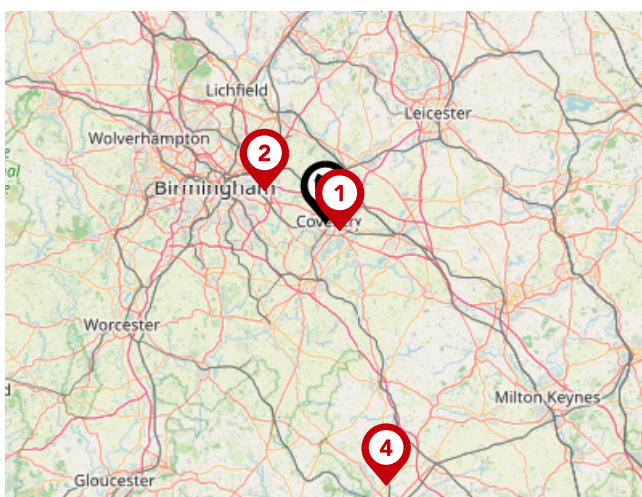 Lichfield
Leicester
Wolverhampton
2
Birmingham
1
Coventry
Worcester
Milton Keynes
4
Gloucester
d